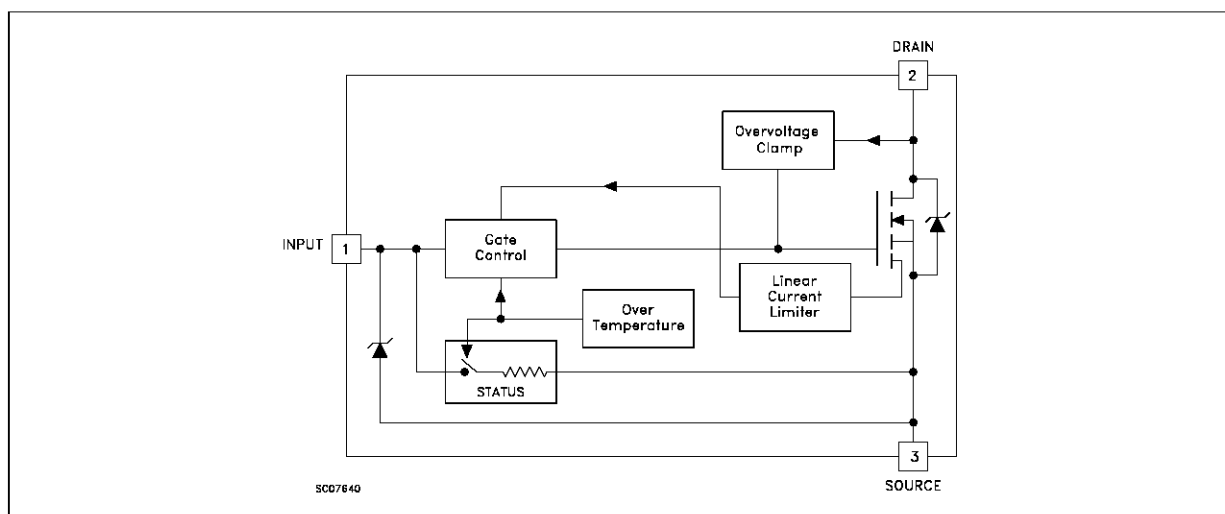 DRAIN
2
Overvoltage
Clamp
INPUT
1
Gate
Control
Linear
Current
Limiter
Over
Temperature
STATUS
3
SC07640
SOURCE